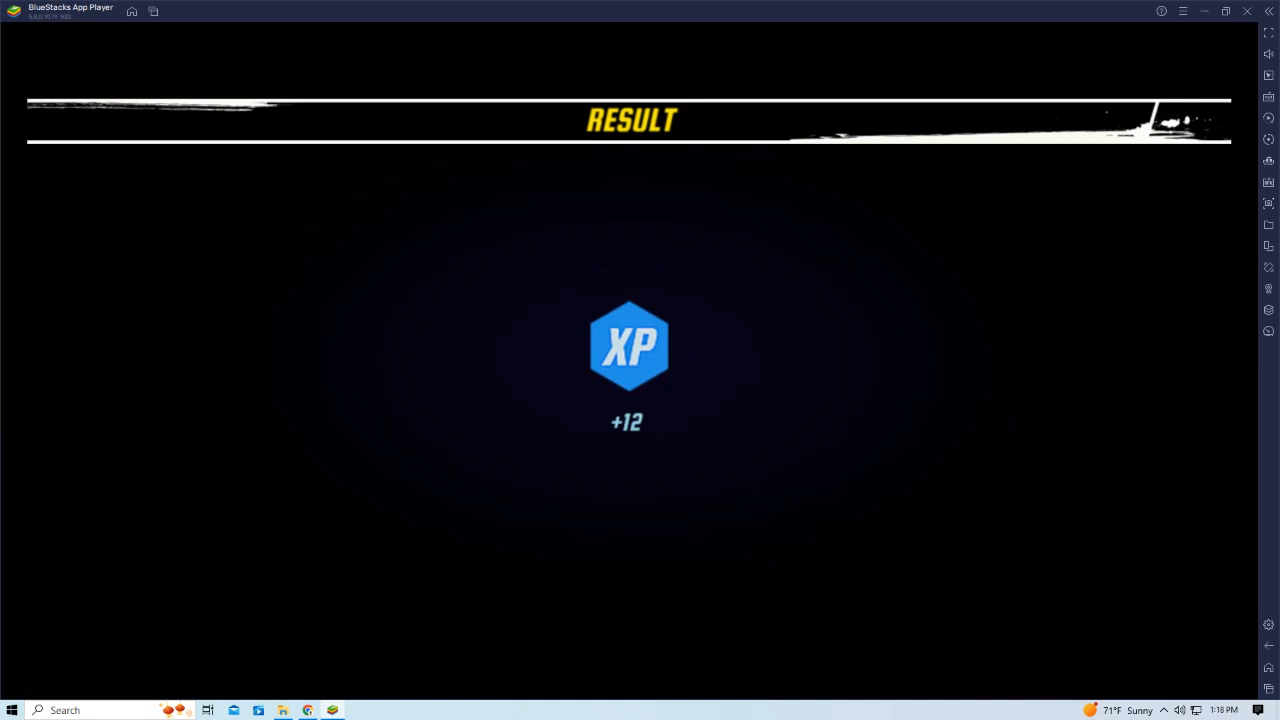 BlueStacks App Player
RESULT
XP
+12
Search
71°F Sunny
1:18 PM